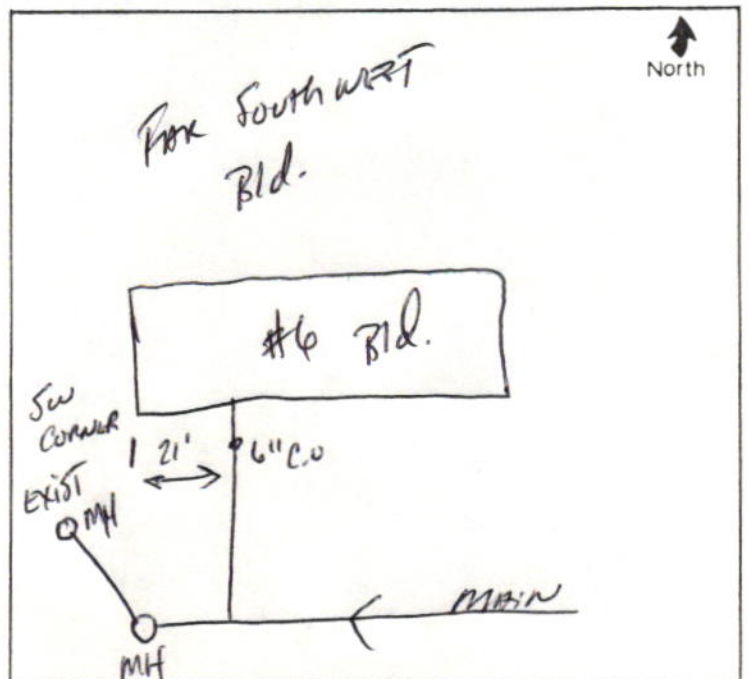 North
FAR SOUTHWEST
Bld.
#6 Bld.
SW
CORNER
21'
6" C.O
EXIST
MH
MAIN
MH